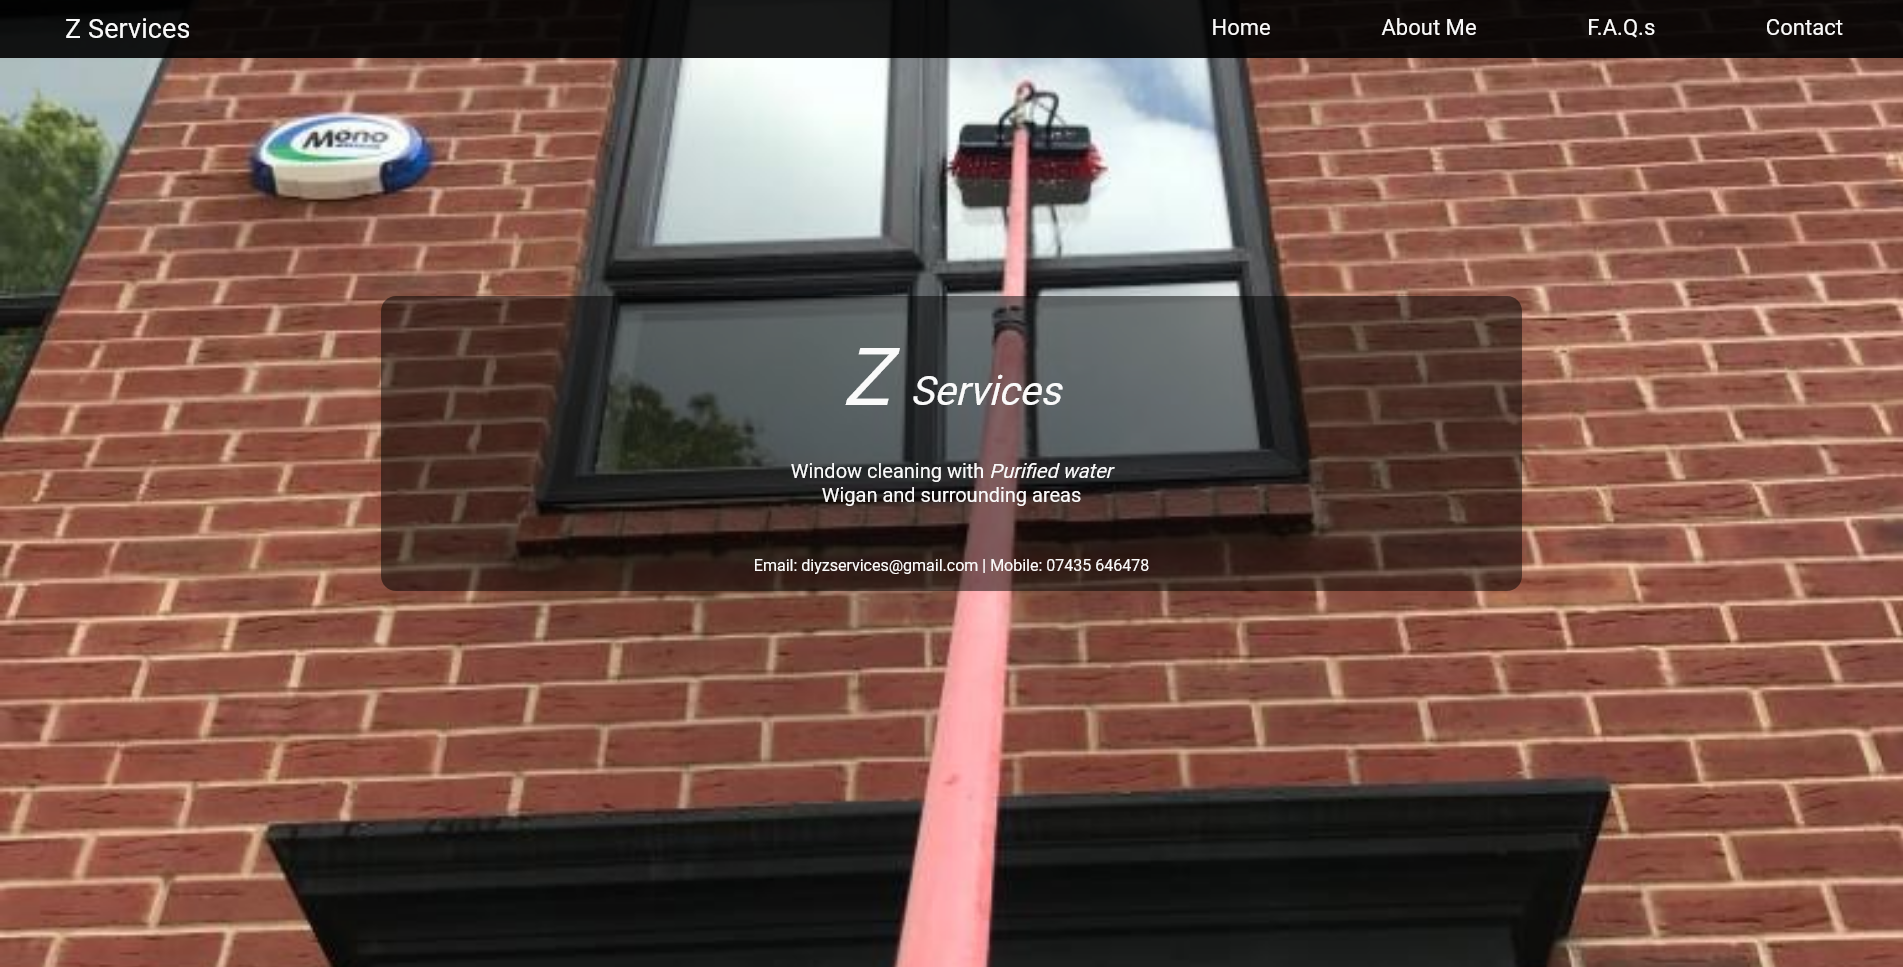 Z Services
Home
About Me
F.A.Q.s
Contact
Mono
Z Services
Window cleaning with Purified water
Wigan and surrounding areas
Email: diyzservices@gmail.com | Mobile: 07435 646478